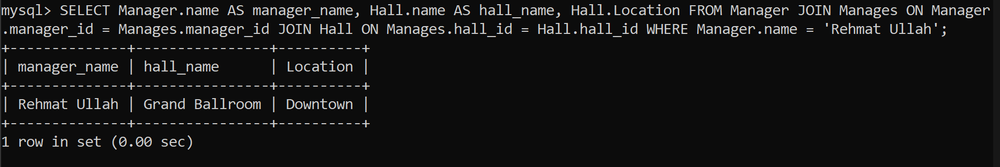 mysql> SELECT Manager.name AS manager_name, Hall.name AS hall_name, Hall.Location FROM Manager JOIN Manages ON Manager
.manager_id = Manages.manager_id JOIN Hall ON Manages.hall_id = Hall.hall_id WHERE Manager.name = 'Rehmat Ullah';
+--------------+----------------+----------+
| manager_name | hall_name      | Location |
+--------------+----------------+----------+
| Rehmat Ullah | Grand Ballroom | Downtown |
+--------------+----------------+----------+
1 row in set (0.00 sec)